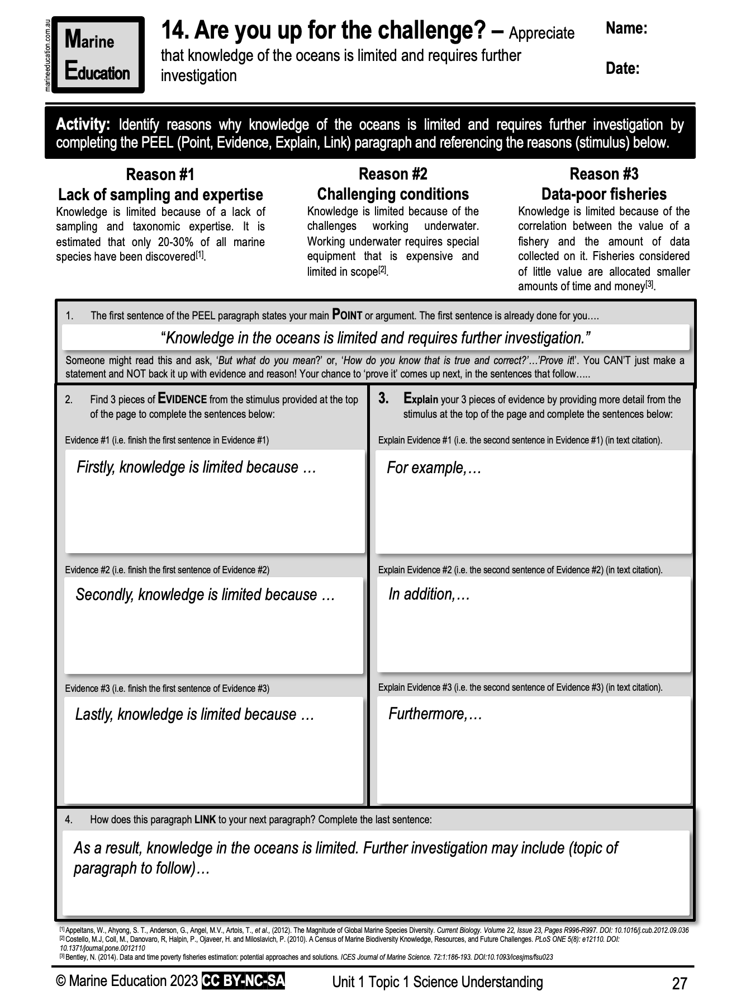 marineeducation.com.au
Marine
Education
14. Are you up for the challenge? – Appreciate
that knowledge of the oceans is limited and requires further
investigation
Name:
Date:
Activity: Identify reasons why knowledge of the oceans is limited and requires further investigation by
completing the PEEL (Point, Evidence, Explain, Link) paragraph and referencing the reasons (stimulus) below.
Reason #1
Lack of sampling and expertise
Knowledge is limited because of a lack of
sampling and taxonomic expertise. It is
estimated that only 20-30% of all marine
species have been discovered[1].
Reason #2
Challenging conditions
Knowledge is limited because of the
challenges working underwater.
Working underwater requires special
equipment that is expensive and
limited in scope[2].
Reason #3
Data-poor fisheries
Knowledge is limited because of the
correlation between the value of a
fishery and the amount of data
collected on it. Fisheries considered
of little value are allocated smaller
amounts of time and money[3].
1. The first sentence of the PEEL paragraph states your main POINT or argument. The first sentence is already done for you….
“Knowledge in the oceans is limited and requires further investigation.”
Someone might read this and ask, ‘But what do you mean?’ or, ‘How do you know that is true and correct?’…’Prove it!’. You CAN’T just make a
statement and NOT back it up with evidence and reason! Your chance to ‘prove it’ comes up next, in the sentences that follow…..
2. Find 3 pieces of EVIDENCE from the stimulus provided at the top
of the page to complete the sentences below:
Evidence #1 (i.e. finish the first sentence in Evidence #1)
Firstly, knowledge is limited because …
Evidence #2 (i.e. finish the first sentence of Evidence #2)
Secondly, knowledge is limited because …
Evidence #3 (i.e. finish the first sentence of Evidence #3)
Lastly, knowledge is limited because …
3. Explain your 3 pieces of evidence by providing more detail from the
stimulus at the top of the page and complete the sentences below:
Explain Evidence #1 (i.e. the second sentence in Evidence #1) (in text citation).
For example,…
Explain Evidence #2 (i.e. the second sentence of Evidence #2) (in text citation).
In addition,…
Explain Evidence #3 (i.e. the second sentence of Evidence #3) (in text citation).
Furthermore,…
4. How does this paragraph LINK to your next paragraph? Complete the last sentence:
As a result, knowledge in the oceans is limited. Further investigation may include (topic of
paragraph to follow)…
[1] Appeltans, W., Ahyong, S. T., Anderson, G., Angel, M.V., Artois, T., et al., (2012). The Magnitude of Global Marine Species Diversity. Current Biology. Volume 22, Issue 23, Pages R996-R997. DOI: 10.1016/j.cub.2012.09.036
[2] Costello, M.J, Coll, M., Danovaro, R, Halpin, P., Ojaveer, H. and Miloslavich, P. (2010). A Census of Marine Biodiversity Knowledge, Resources, and Future Challenges. PLoS ONE 5(8): e12110. DOI:
10.1371/journal.pone.0012110
[3] Bentley, N. (2014). Data and time poverty fisheries estimation: potential approaches and solutions. ICES Journal of Marine Science. 72:1:186-193. DOI:10.1093/icesjms/fsu023
© Marine Education 2023 CC BY-NC-SA
Unit 1 Topic 1 Science Understanding
27